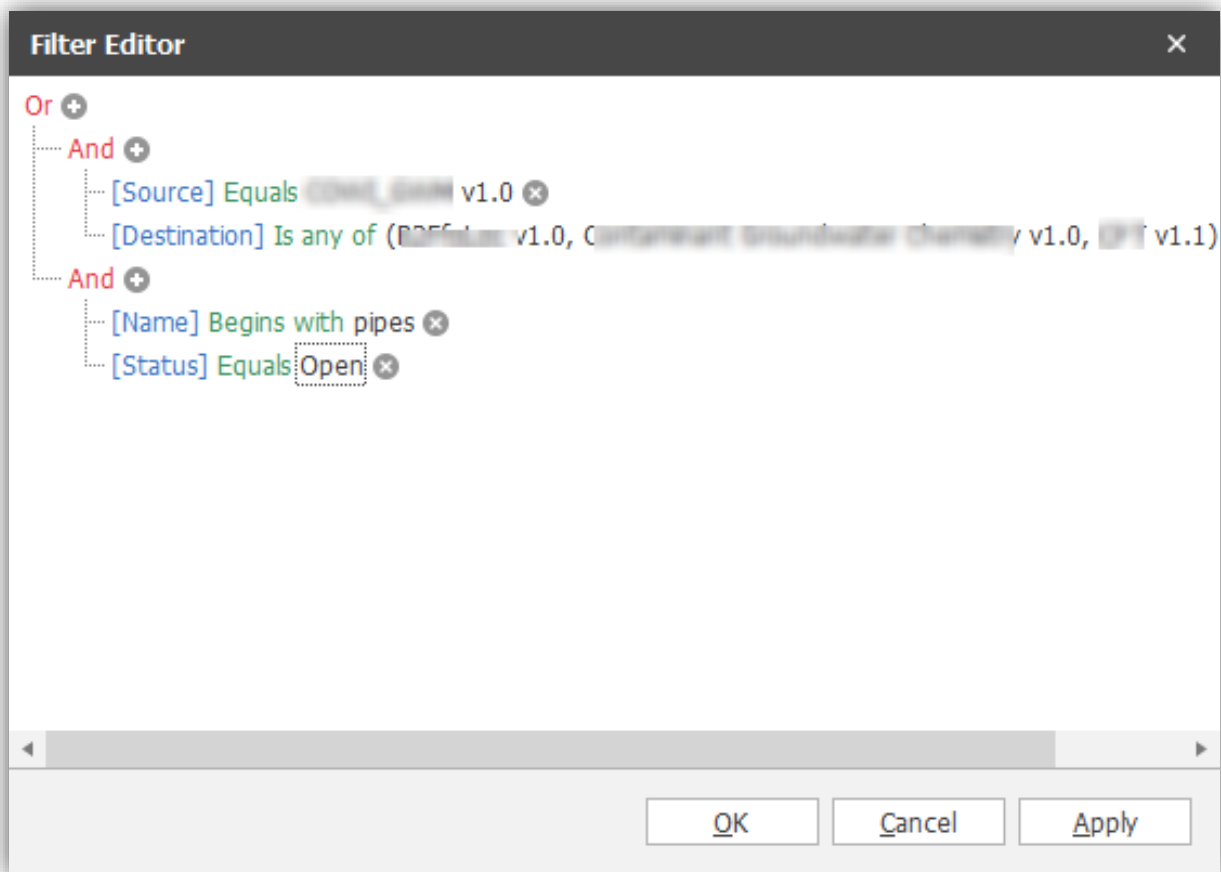 Filter Editor
Or
And
[Source] Equals v1.0
[Destination] Is any of ( v1.0, v1.0, v1.1)
And
[Name] Begins with pipes
[Status] Equals Open
OK Cancel Apply